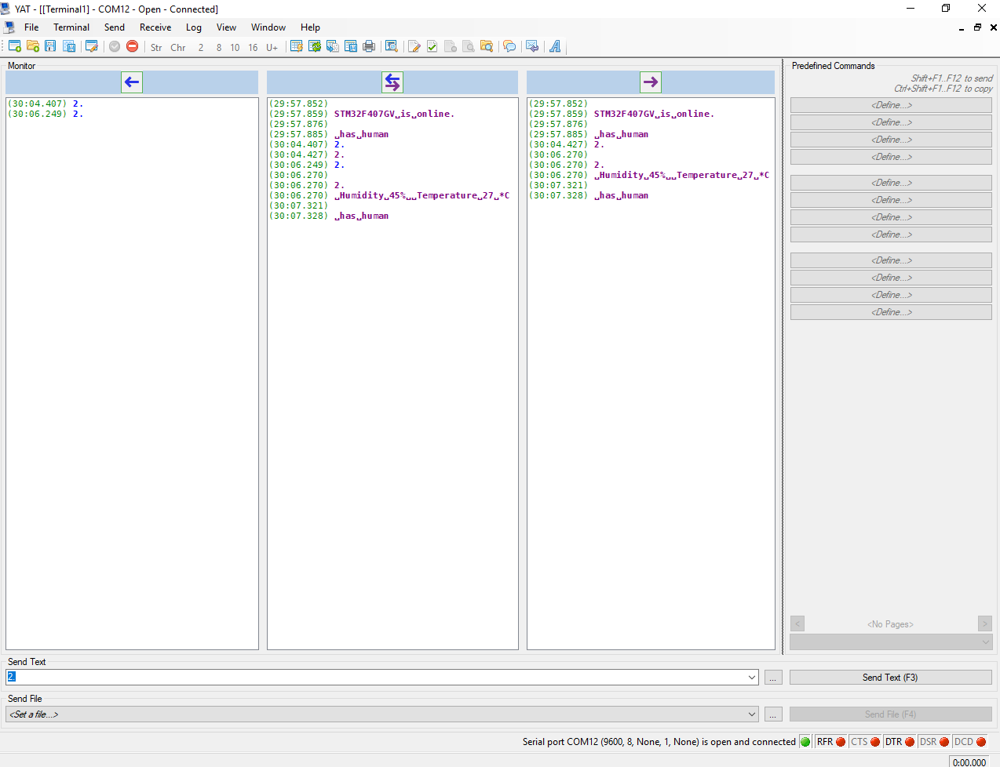 YAT - [[Terminal1] - COM12 - Open - Connected]
File Terminal Send Receive Log View Window Help
Str Chr 2 8 10 16 U+
Monitor
(30:04.407) 2.
(30:06.249) 2.
(29:57.852)
(29:57.859) STM32F407GV␣is␣online.
(29:57.876)
(29:57.885) ␣has␣human
(30:04.407) 2.
(30:04.427) 2.
(30:06.249) 2.
(30:06.270)
(30:06.270) 2.
(30:06.270) ␣Humidity␣45%␣␣Temperature␣27␣*C
(30:07.321)
(30:07.328) ␣has␣human
(29:57.852)
(29:57.859) STM32F407GV␣is␣online.
(29:57.876)
(29:57.885) ␣has␣human
(30:04.427) 2.
(30:06.270)
(30:06.270) 2.
␣Humidity␣45%␣␣Temperature␣27␣*C
(30:07.321)
(30:07.328) ␣has␣human
Predefined Commands
Shift+F1..F12 to send
Ctrl+Shift+F1..F12 to copy
<Define...>
<Define...>
<Define...>
<Define...>
<Define...>
<Define...>
<Define...>
<Define...>
<Define...>
<Define...>
<Define...>
<Define...>
< <No Pages> >
Send Text
2.
... Send Text (F3)
Send File
<Set a file...>
... Send File (F4)
Serial port COM12 (9600, 8, None, 1, None) is open and connected RFR CTS DTR DSR DCD
0:00.000